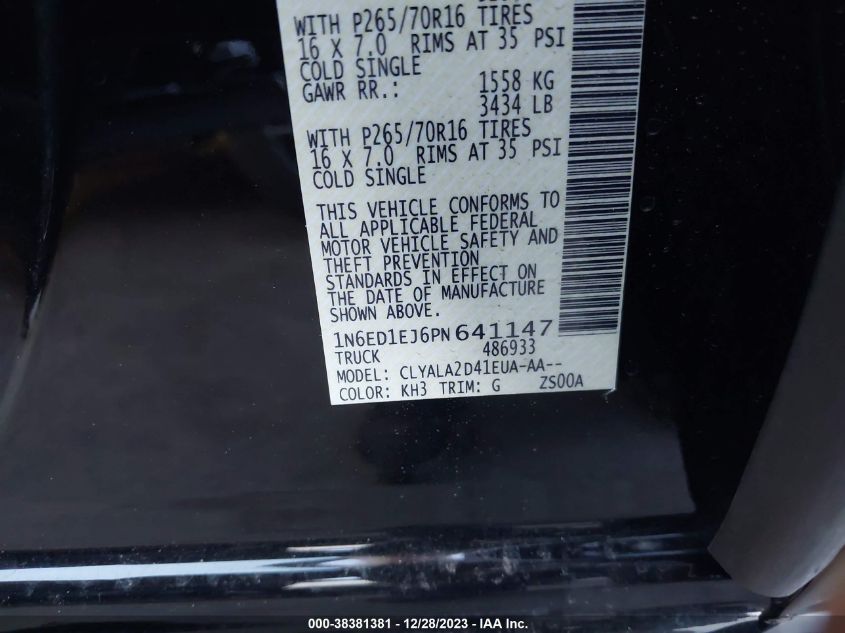 WITH P265/70R16 TIRES
16 X 7.0 RIMS AT 35 PSI
COLD SINGLE
GAWR RR.: 1558 KG
3434 LB
WITH P265/70R16 TIRES
16 X 7.0 RIMS AT 35 PSI
COLD SINGLE
THIS VEHICLE CONFORMS TO
ALL APPLICABLE FEDERAL
MOTOR VEHICLE SAFETY AND
THEFT PREVENTION
STANDARDS IN EFFECT ON
THE DATE OF MANUFACTURE
SHOWN ABOVE.
1N6ED1EJ6PN641147
TRUCK 486933
MODEL: CLYALA2D41EUA-AA--
COLOR: KH3 TRIM: G ZS00A
000-38381381 / 12/28/2023 - IAA Inc.